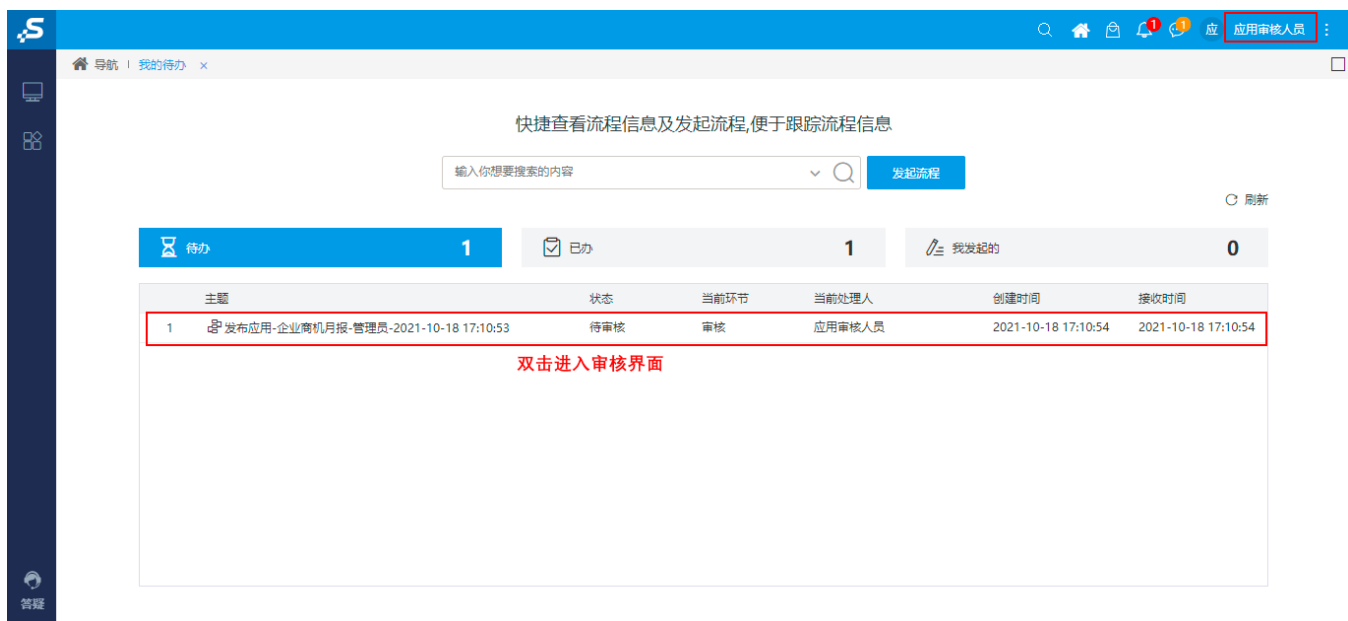 S
1 1 应 应用审核人员
导航 | 我的待办 ×
快捷查看流程信息及发起流程,便于跟踪流程信息
输入你想要搜索的内容 发起流程
刷新
待办 1 已办 1 我发起的 0
主题 状态 当前环节 当前处理人 创建时间 接收时间
1 发布应用-企业商机月报-管理员-2021-10-18 17:10:53 待审核 审核 应用审核人员 2021-10-18 17:10:54 2021-10-18 17:10:54
双击进入审核界面
答疑